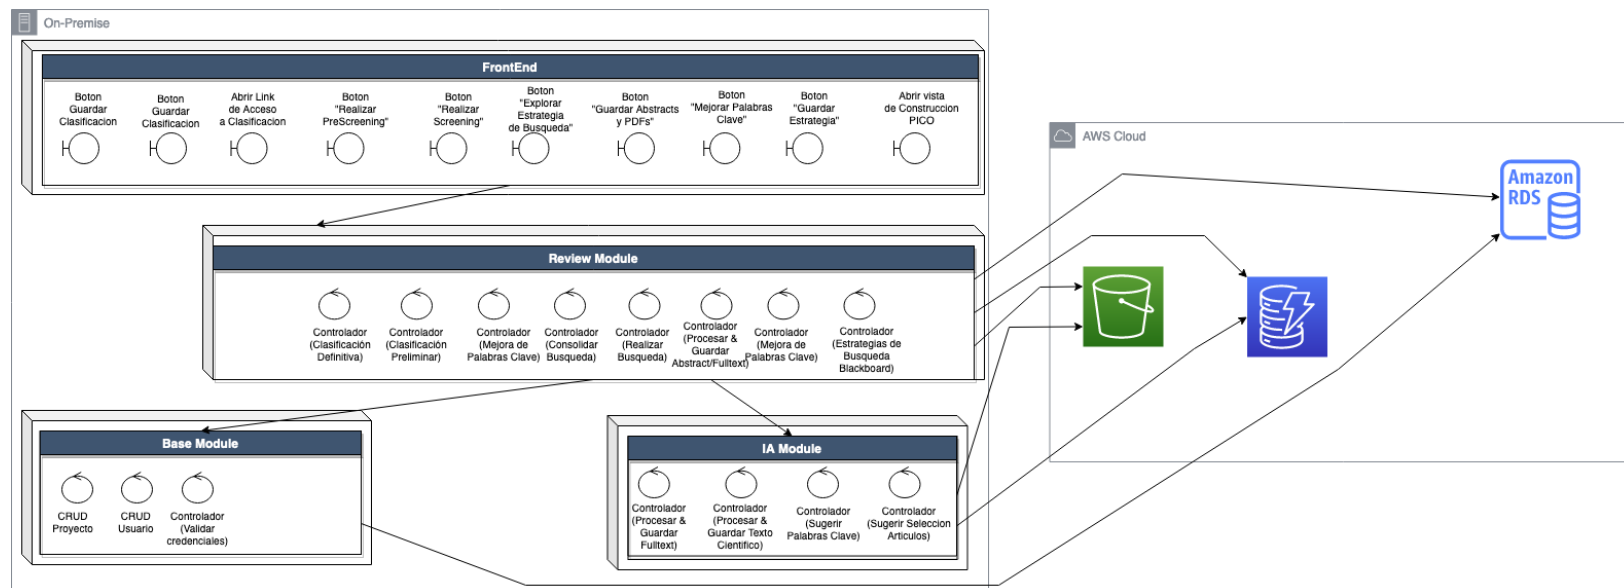 On-Premise
FrontEnd
Boton
Guardar
Clasificacion
Boton
Guardar
Clasificacion
Abrir Link
de Acceso
a Clasificacion
Boton
"Realizar
PreScreening"
Boton
"Realizar
Screening"
Boton
"Explorar
Estrategia
de Busqueda"
Boton
"Guardar Abstracts
y PDFs"
Boton
"Mejorar Palabras
Clave"
Boton
"Guardar
Estrategia"
Abrir vista
de Construccion
PICO
AWS Cloud
Amazon
RDS
Review Module
Controlador
(Clasificación
Definitiva)
Controlador
(Clasificación
Preliminar)
Controlador
(Mejora de
Palabras Clave)
Controlador
(Consolidar
Busqueda)
Controlador
(Realizar
Busqueda)
Controlador
(Procesar &
Guardar
Abstract/Fulltext)
Controlador
(Mejora de
Palabras Clave)
Controlador
(Estrategias de
Busqueda
Blackboard)
Base Module
CRUD
Proyecto
CRUD
Usuario
Controlador
(Validar
credenciales)
IA Module
Controlador
(Procesar &
Guardar
Fulltext)
Controlador
(Procesar &
Guardar Texto
Cientifico)
Controlador
(Sugerir
Palabras Clave)
Controlador
(Sugerir Seleccion
Articulos)